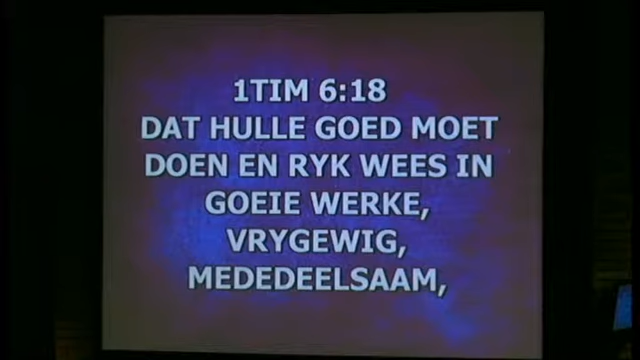 1TIM 6:18
DAT HULLE GOED MOET
DOEN EN RYK WEES IN
GOEIE WERKE,
VRYGEWIG,
MEDEDEELSAAM,